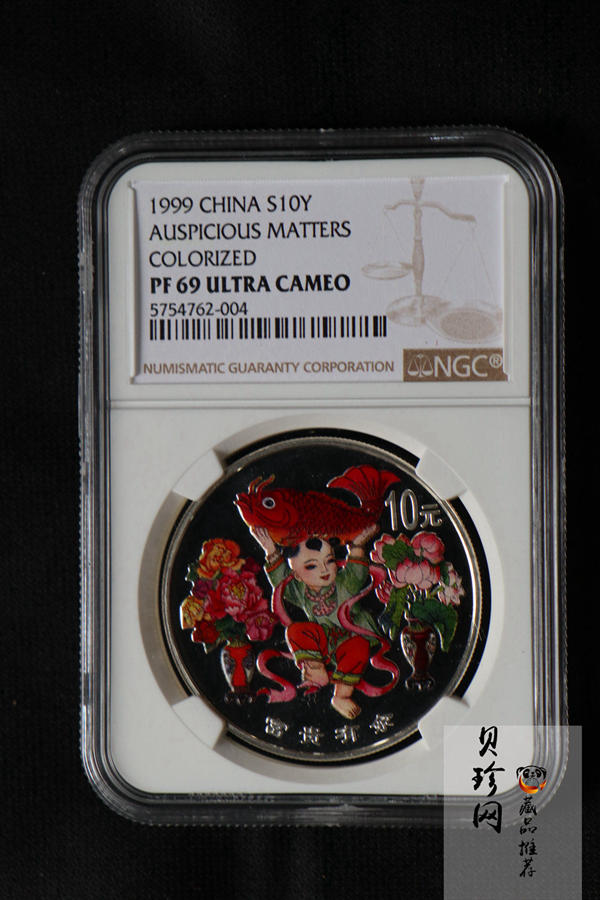 1999 CHINA S10Y
AUSPICIOUS MATTERS
COLORIZED
PF 69 ULTRA CAMEO
5754762-004
NUMISMATIC GUARANTY CORPORATION
NGC®
10元
富贵有余
贝珍网
藏品推荐